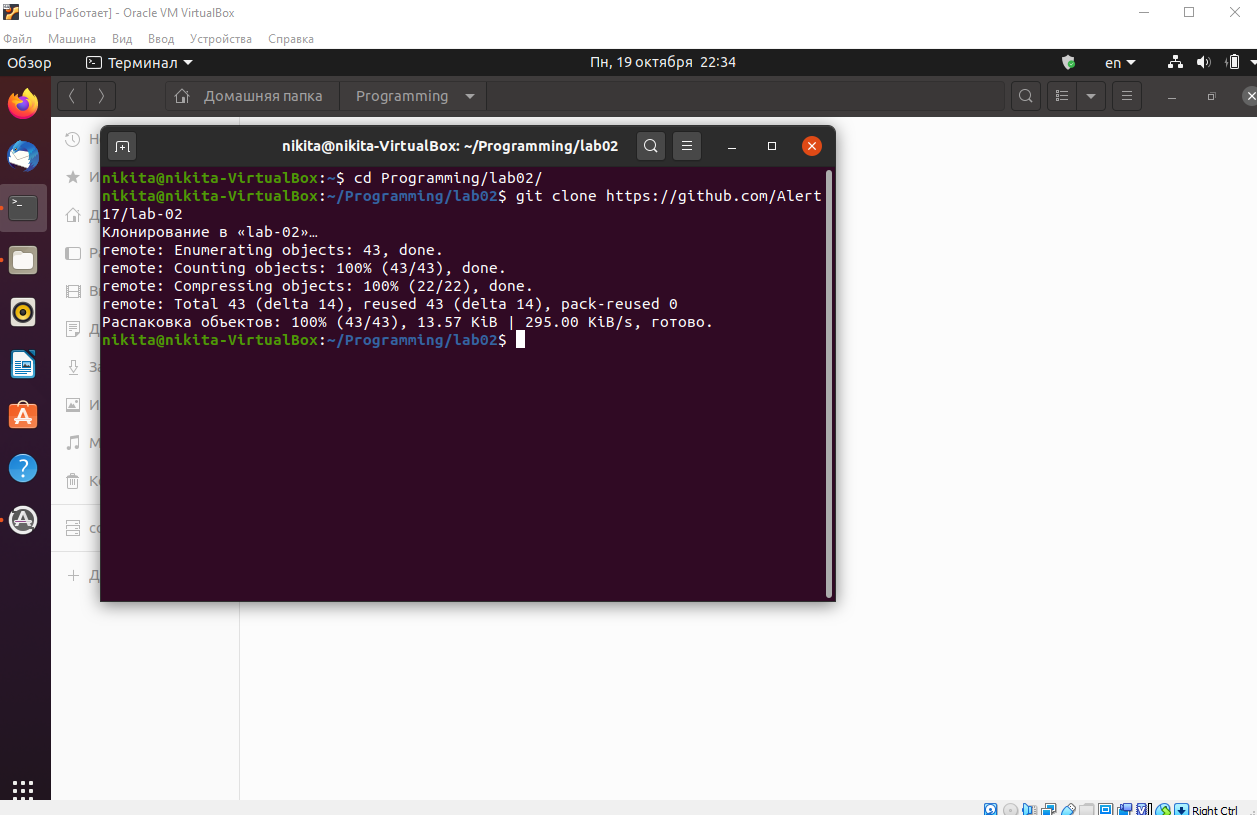 uubu [Работает] - Oracle VM VirtualBox
Файл Машина Вид Ввод Устройства Справка
Обзор Терминал Пн, 19 октября 22:34 en
Домашняя папка Programming
nikita@nikita-VirtualBox: ~/Programming/lab02
nikita@nikita-VirtualBox:~$ cd Programming/lab02/
nikita@nikita-VirtualBox:~/Programming/lab02$ git clone https://github.com/Alert
17/lab-02
Клонирование в «lab-02»…
remote: Enumerating objects: 43, done.
remote: Counting objects: 100% (43/43), done.
remote: Compressing objects: 100% (22/22), done.
remote: Total 43 (delta 14), reused 43 (delta 14), pack-reused 0
Распаковка объектов: 100% (43/43), 13.57 KiB | 295.00 KiB/s, готово.
nikita@nikita-VirtualBox:~/Programming/lab02$
Right Ctrl